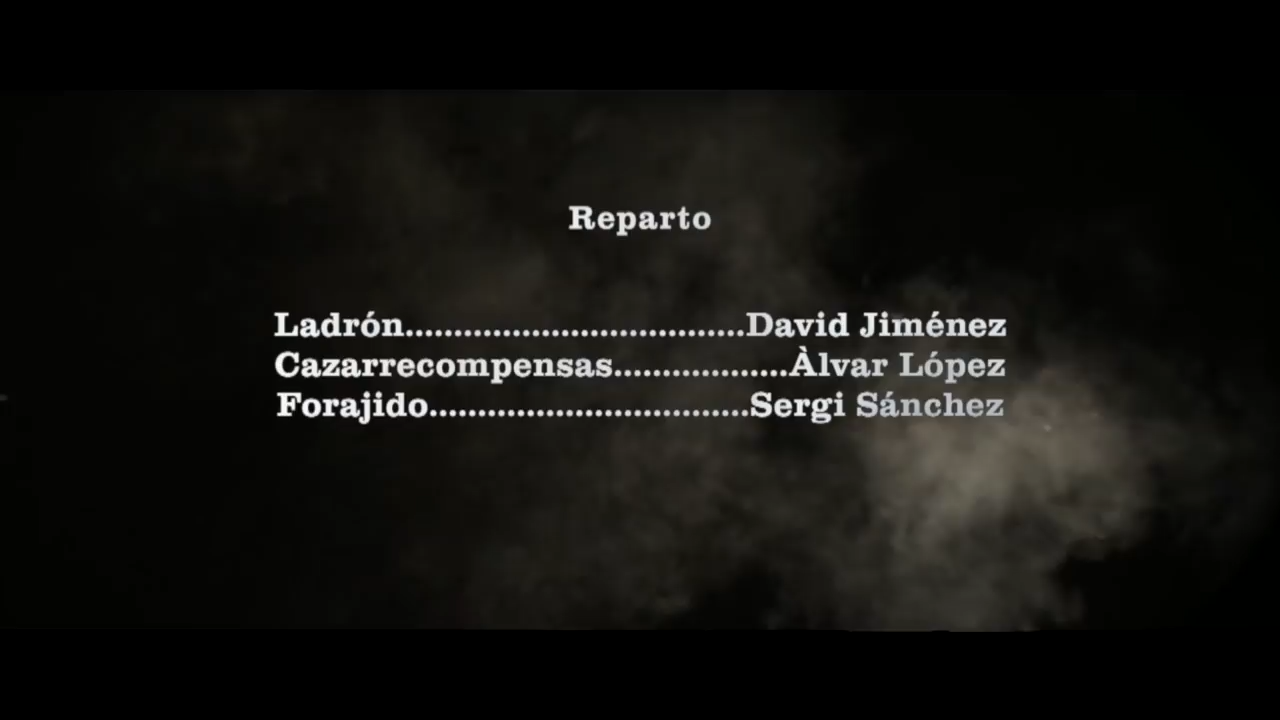 Reparto
Ladrón...................................David Jiménez
Cazarrecompensas..................Àlvar López
Forajido.................................Sergi Sánchez